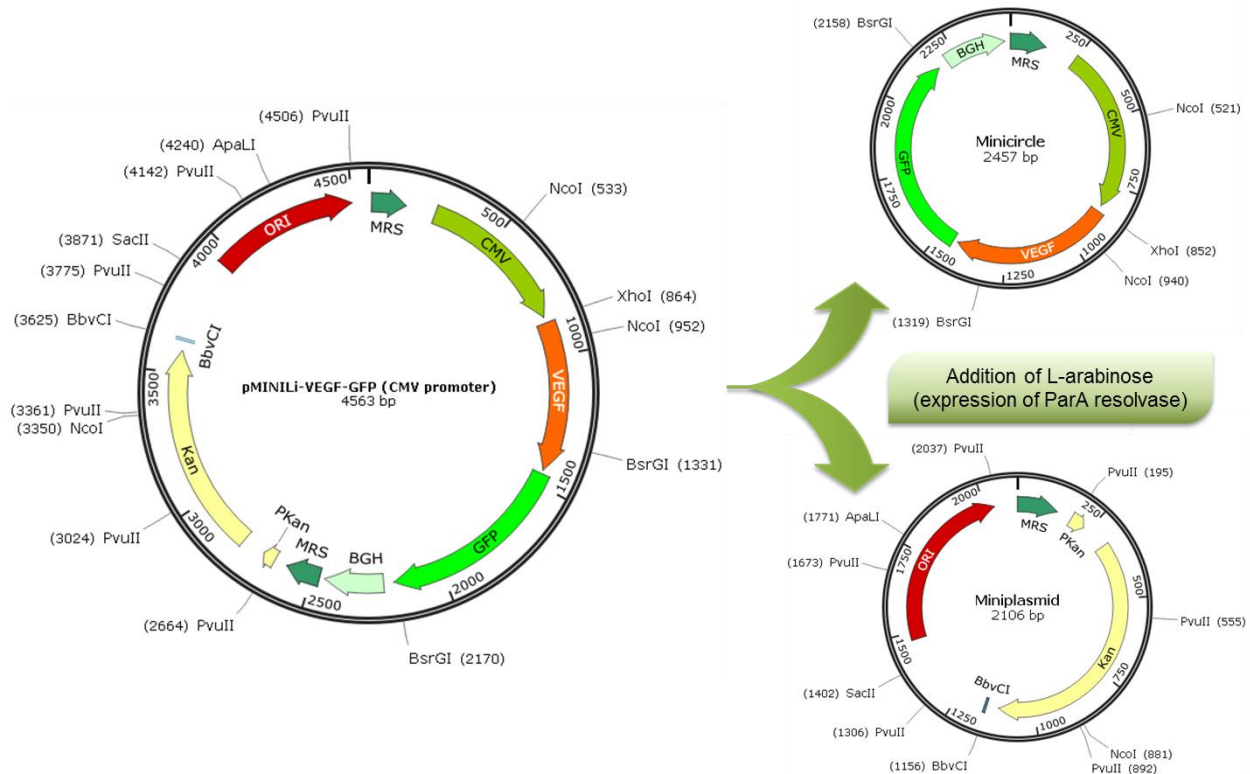 (4506) PvuII
(4240) ApaLI
(4142) PvuII
(3871) SacII
(3775) PvuII
(3625) BbvCI
(3361) PvuII
(3350) NcoI
(3024) PvuII
(2664) PvuII
NcoI (533)
XhoI (864)
NcoI (952)
BsrGI (1331)
BsrGI (2170)
4500
500
1000
1500
2000
2500
3000
3500
4000
ORI
MRS
CMV
VEGF
GFP
BGH
MRS
PKan
Kan
BbvCI
pMINILi-VEGF-GFP (CMV promoter)
4563 bp
(2158) BsrGI
NcoI (521)
XhoI (852)
NcoI (940)
(1319) BsrGI
250
500
750
1000
1250
1500
1750
2000
2250
BGH
MRS
CMV
VEGF
GFP
Minicircle
2457 bp
Addition of L-arabinose
(expression of ParA resolvase)
(2037) PvuII
PvuII (195)
(1771) ApaLI
(1673) PvuII
PvuII (555)
(1402) SacII
(1306) PvuII
(1156) BbvCI
NcoI (881)
PvuII (892)
250
500
750
1000
1250
1500
1750
2000
MRS
PKan
Kan
BbvCI
ORI
Miniplasmid
2106 bp